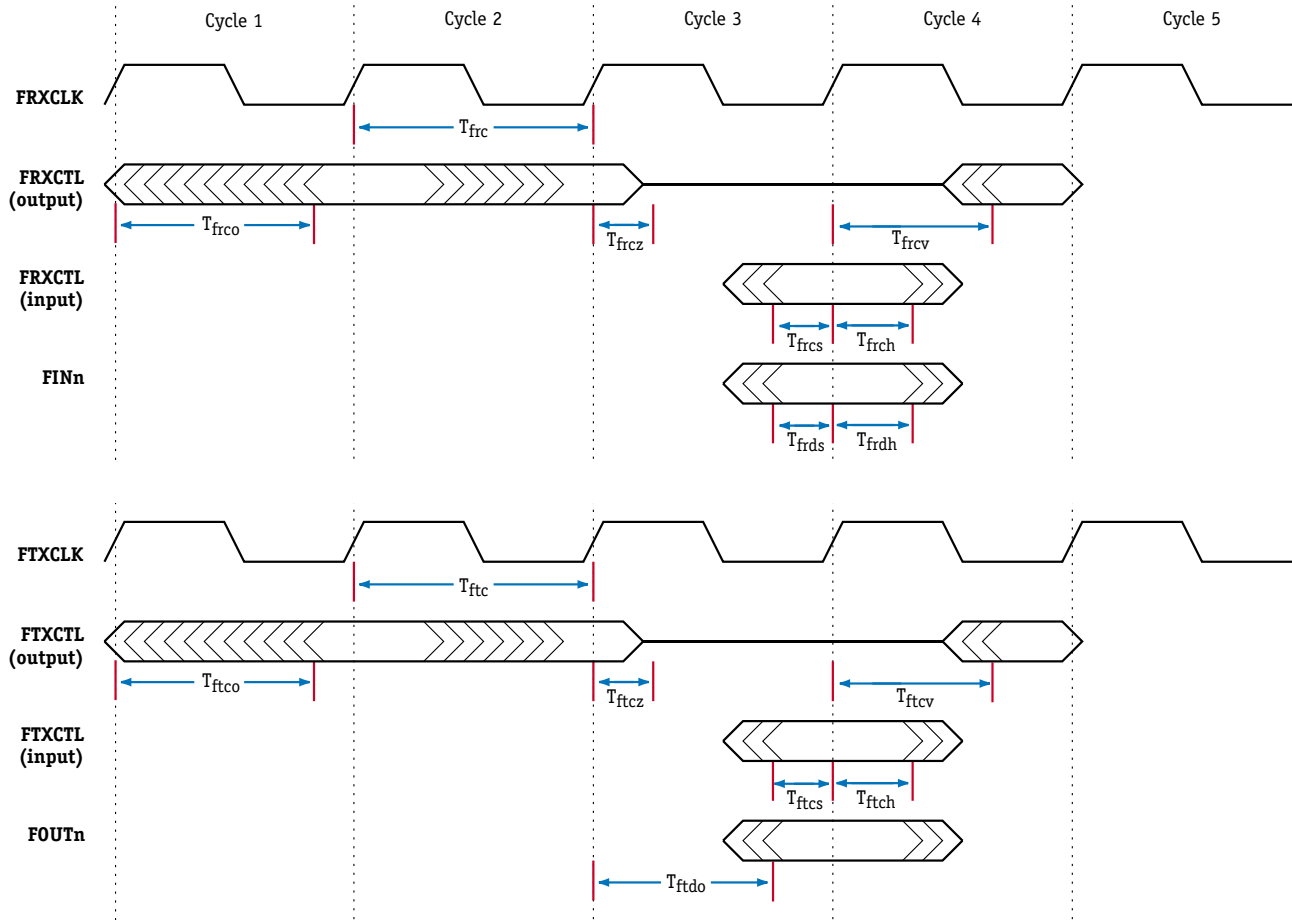 Cycle 1 Cycle 2 Cycle 3 Cycle 4 Cycle 5
FRXCLK
Tfrc
FRXCTL
(output)
Tfrco Tfrcz Tfrcv
FRXCTL
(input)
Tfrcs Tfrch
FINn
Tfrds Tfrdh
FTXCLK
Tftc
FTXCTL
(output)
Tftco Tftcz Tftcv
FTXCTL
(input)
Tftcs Tftch
FOUTn
Tftdo